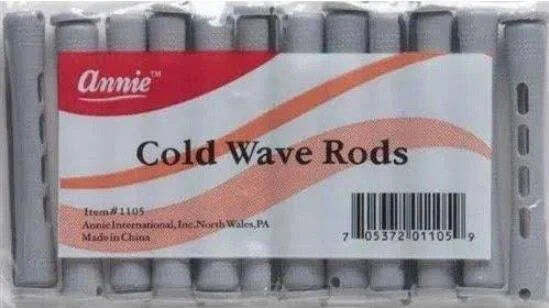 annie™
Cold Wave Rods
Item#1105
Annie International, Inc. North Wales, PA
Made in China
7 05372 01105 9